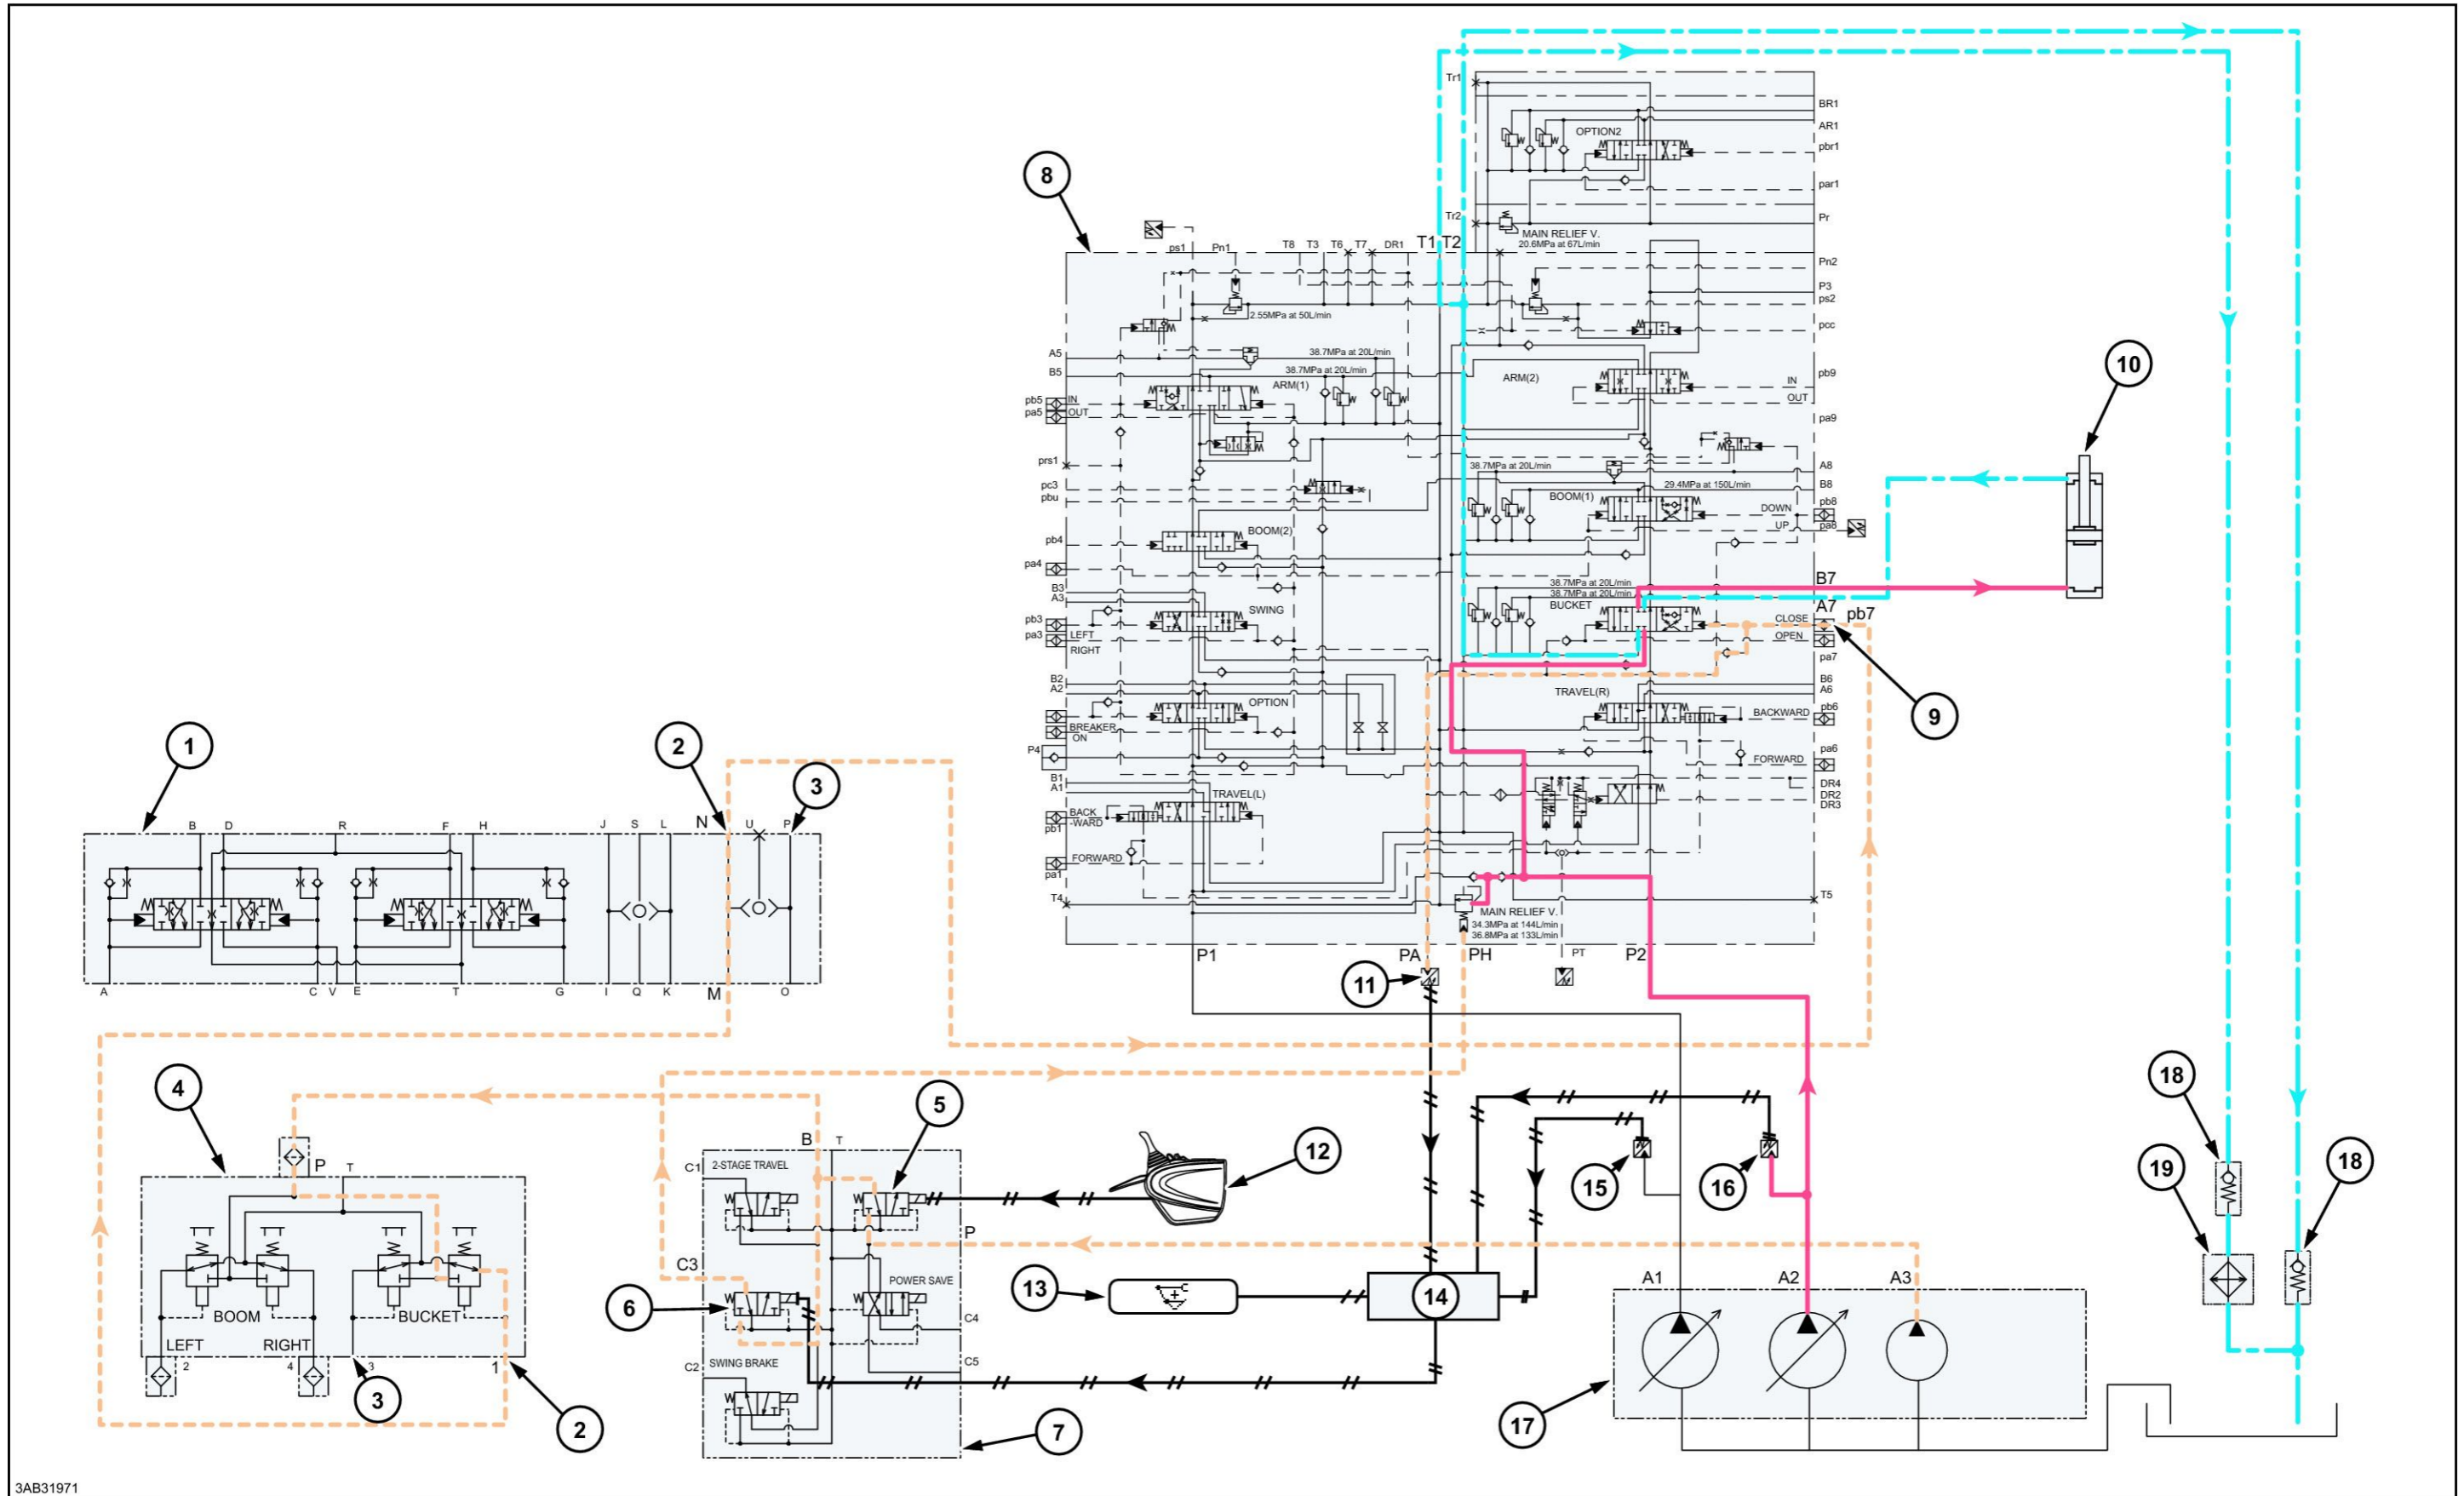 Tr1
BR1
AR1
OPTION2
pbr1
par1
Tr2
Pr
MAIN RELIEF V.
20.6MPa at 67L/min
8
ps1
Pn1
T8
T3
T6
T7
DR1
T1
T2
Pn2
P3
ps2
pcc
2.55MPa at 50L/min
A5
38.7MPa at 20L/min
B5
38.7MPa at 20L/min
ARM(1)
ARM(2)
pb9
IN
OUT
pb5
IN
pa5
OUT
pa9
10
prs1
38.7MPa at 20L/min
A8
pc3
29.4MPa at 150L/min
B8
pbu
BOOM(1)
pb8
DOWN
UP
pa8
BOOM(2)
pb4
pa4
38.7MPa at 20L/min
B7
B3
38.7MPa at 20L/min
A3
SWING
BUCKET
A7
pb7
pb3
CLOSE
pa3
LEFT
OPEN
RIGHT
pa7
B2
B6
A2
TRAVEL(R)
A6
OPTION
BACKWARD
pb6
9
BREAKER
ON
P4
pa6
FORWARD
B1
DR4
A1
DR2
TRAVEL(L)
DR3
BACK
-WARD
pb1
FORWARD
pa1
T4
T5
MAIN RELIEF V.
34.3MPa at 144L/min
36.8MPa at 133L/min
P1
PA
PH
PT
P2
11
1
2
3
B
D
R
F
H
J
S
L
N
U
P
A
C
V
E
T
G
I
Q
K
M
O
4
5
B
T
P
T
C1
2-STAGE TRAVEL
12
15
16
18
19
18
P
C3
POWER SAVE
13
14
A1
A2
A3
6
BOOM
BUCKET
C4
LEFT
RIGHT
2
4
3
1
C2
SWING BRAKE
C5
3
2
7
17
3AB31971